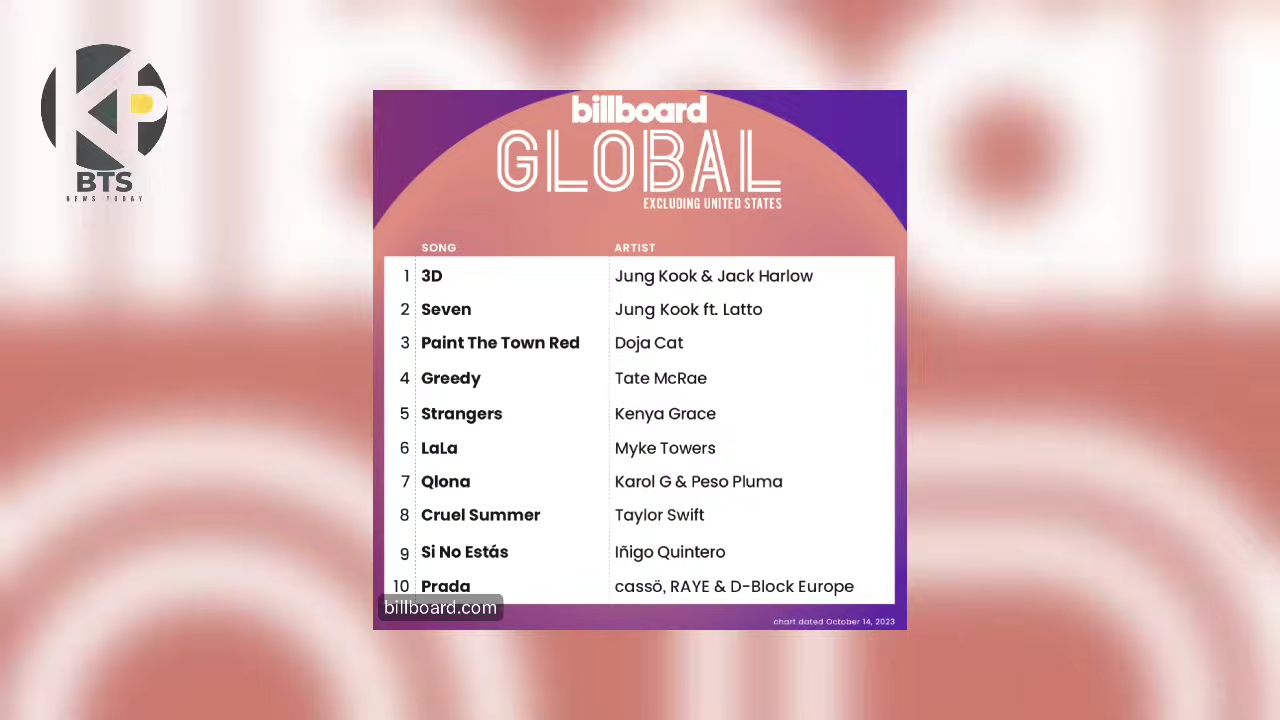 KP
BTS
NEWS TODAY
billboard
GLOBAL
EXCLUDING UNITED STATES
SONG ARTIST
1 3D Jung Kook & Jack Harlow
2 Seven Jung Kook ft. Latto
3 Paint The Town Red Doja Cat
4 Greedy Tate McRae
5 Strangers Kenya Grace
6 LaLa Myke Towers
7 Qlona Karol G & Peso Pluma
8 Cruel Summer Taylor Swift
9 Si No Estás Iñigo Quintero
10 Prada cassö, RAYE & D-Block Europe
billboard.com
chart dated October 14, 2023